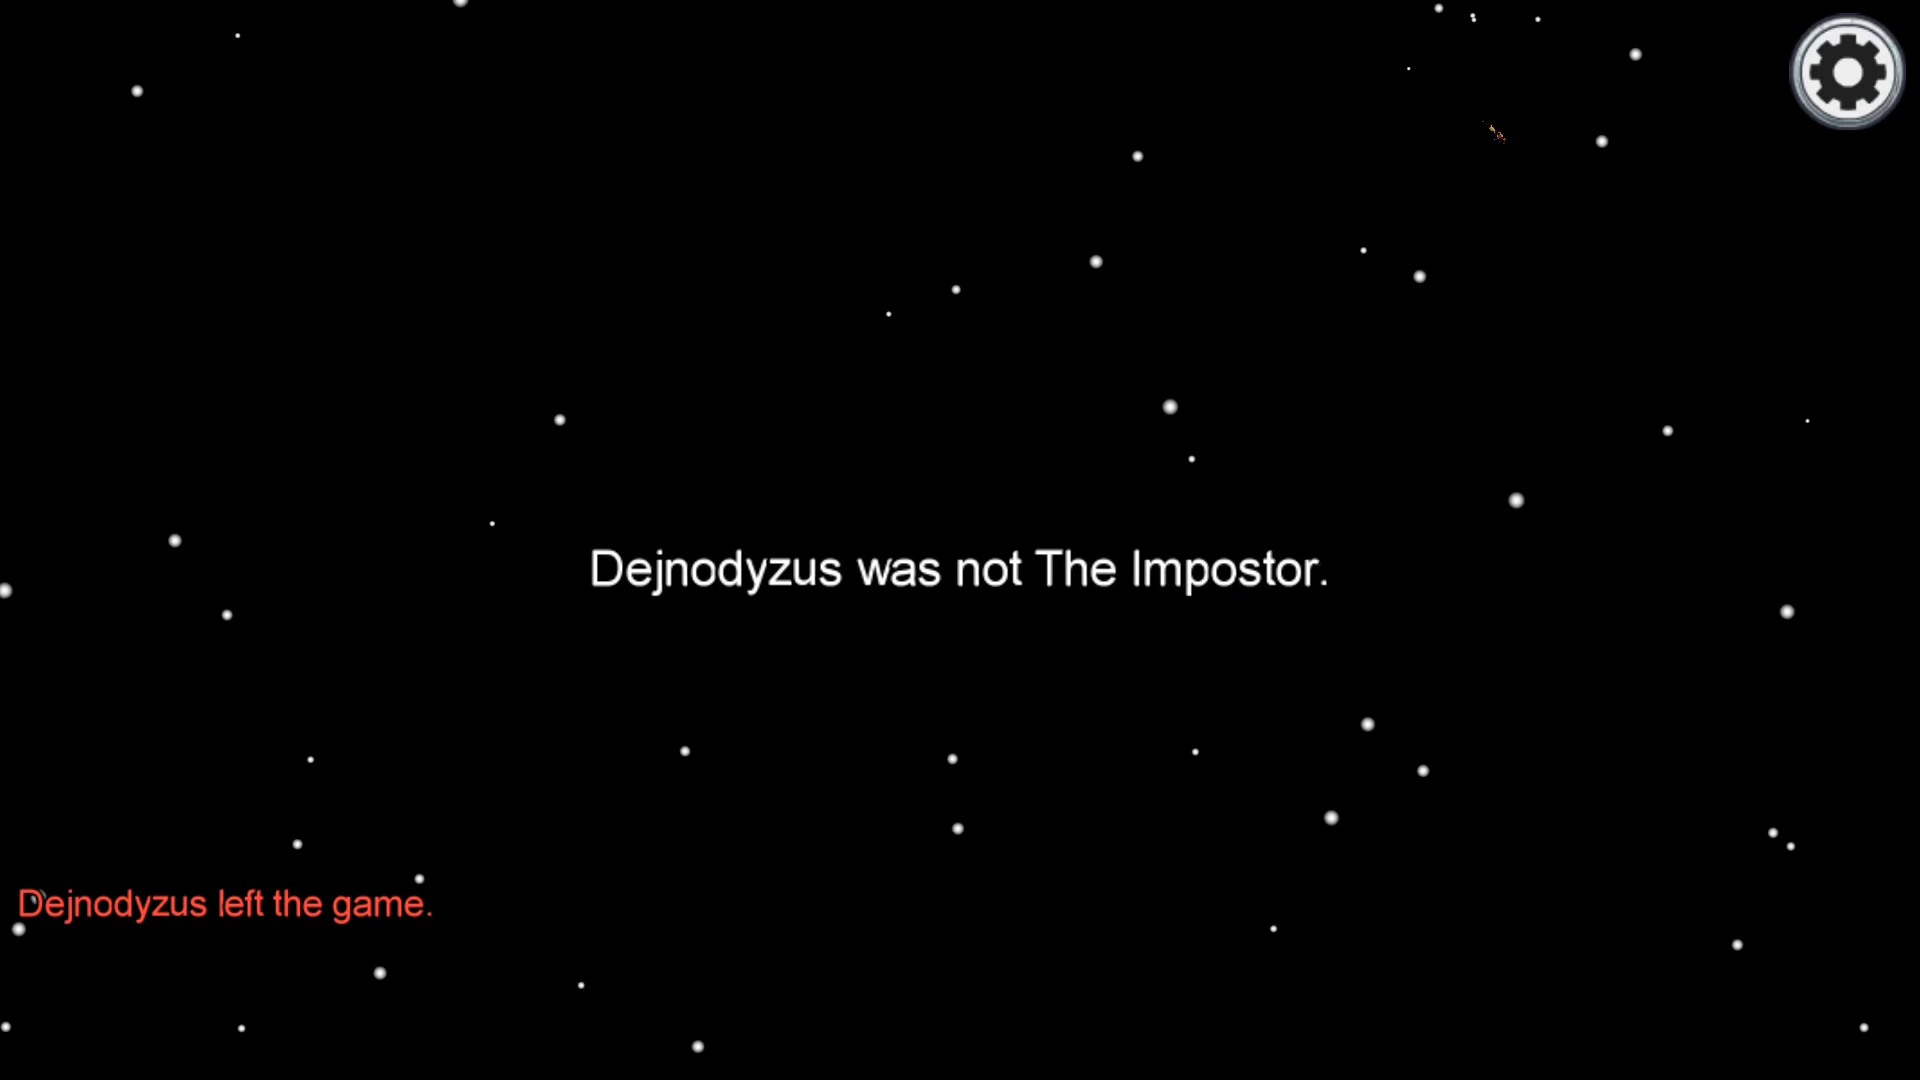 Dejnodyzus was not The Impostor.
Dejnodyzus left the game.